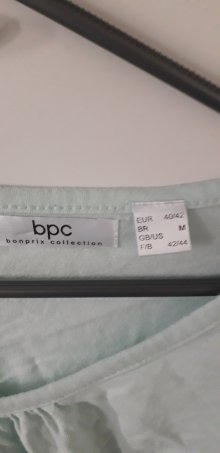 bpc
bonprix collection
EUR 40/42
BR
GB/US M
F/B 42/44